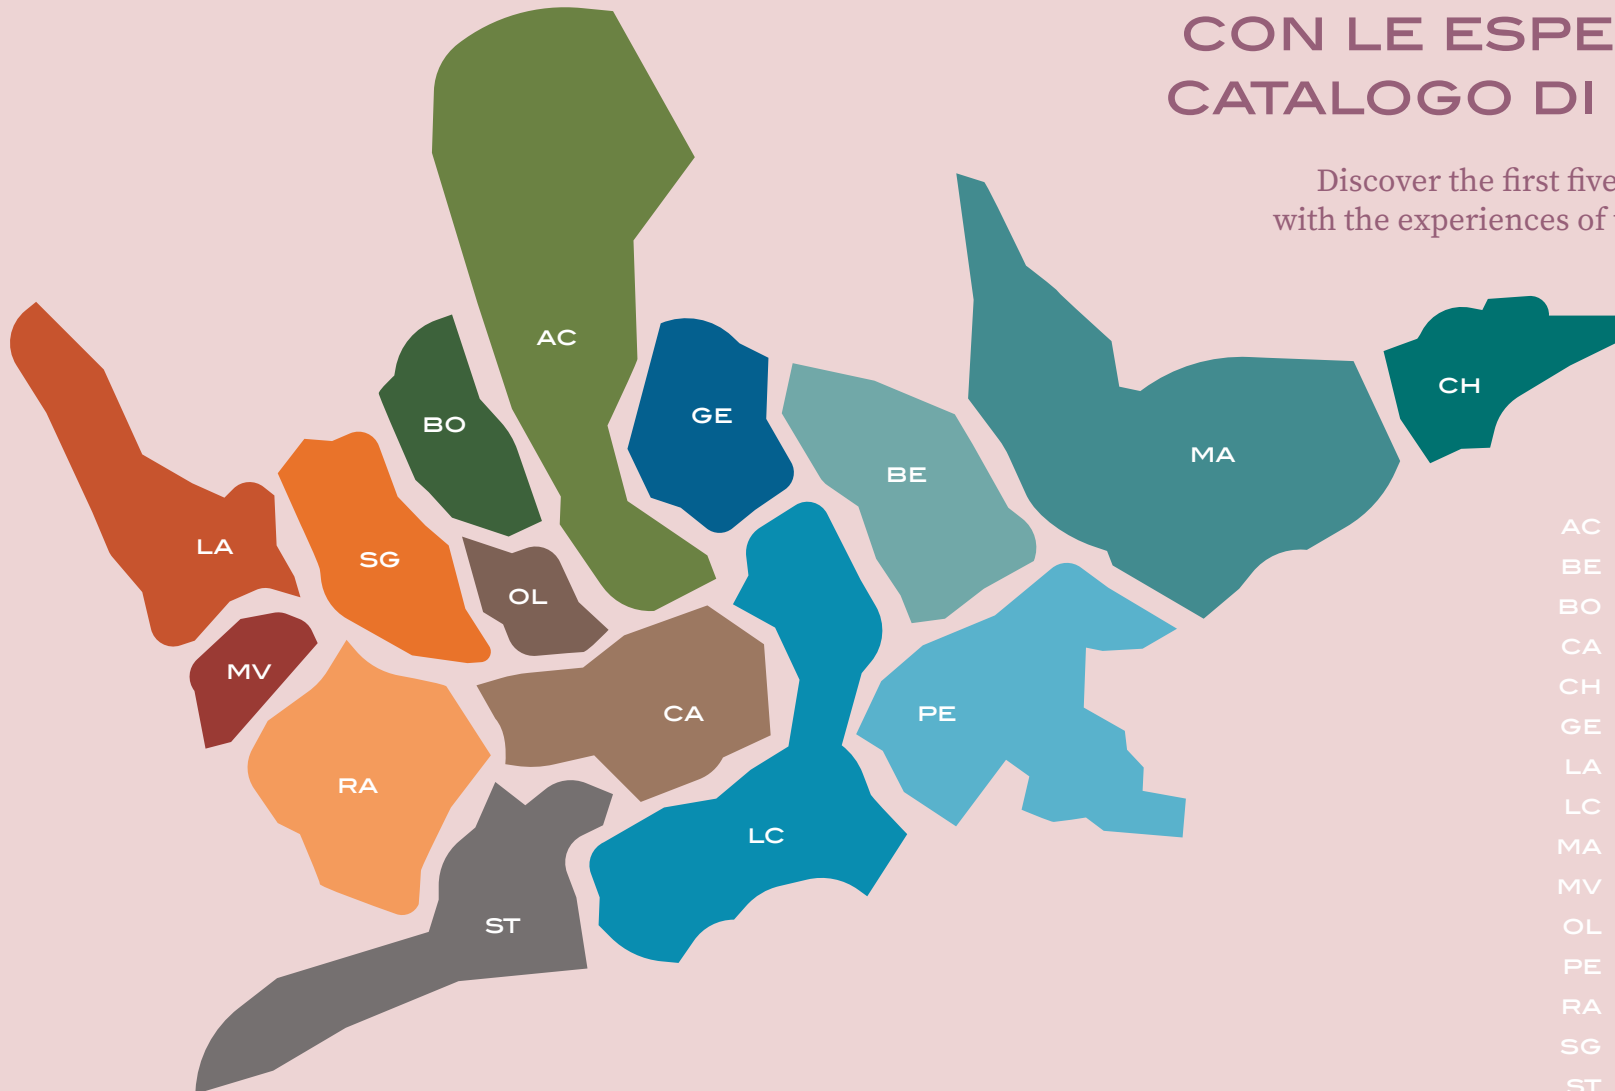 CON LE ESPE
CATALOGO DI
Discover the first five
with the experiences of
AC
BO
GE
BE
MA
CH
LA
SG
OL
MV
CA
PE
RA
LC
ST
AC
BE
BO
CA
CH
GE
LA
LC
MA
MV
OL
PE
RA
SG
ST